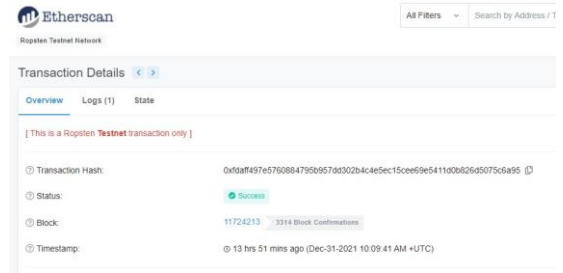 Etherscan
All Filters
Search by Address / T
Ropsten Testnet Network
Transaction Details < >
Overview Logs (1) State
[ This is a Ropsten Testnet transaction only ]
Transaction Hash: 0xfdaff497e5760884795b957dd302b4c4e5ec15cee69e5411d0b826d5075c6a95
Status: Success
Block: 11724213 3314 Block Confirmations
Timestamp: 13 hrs 51 mins ago (Dec-31-2021 10:09:41 AM +UTC)